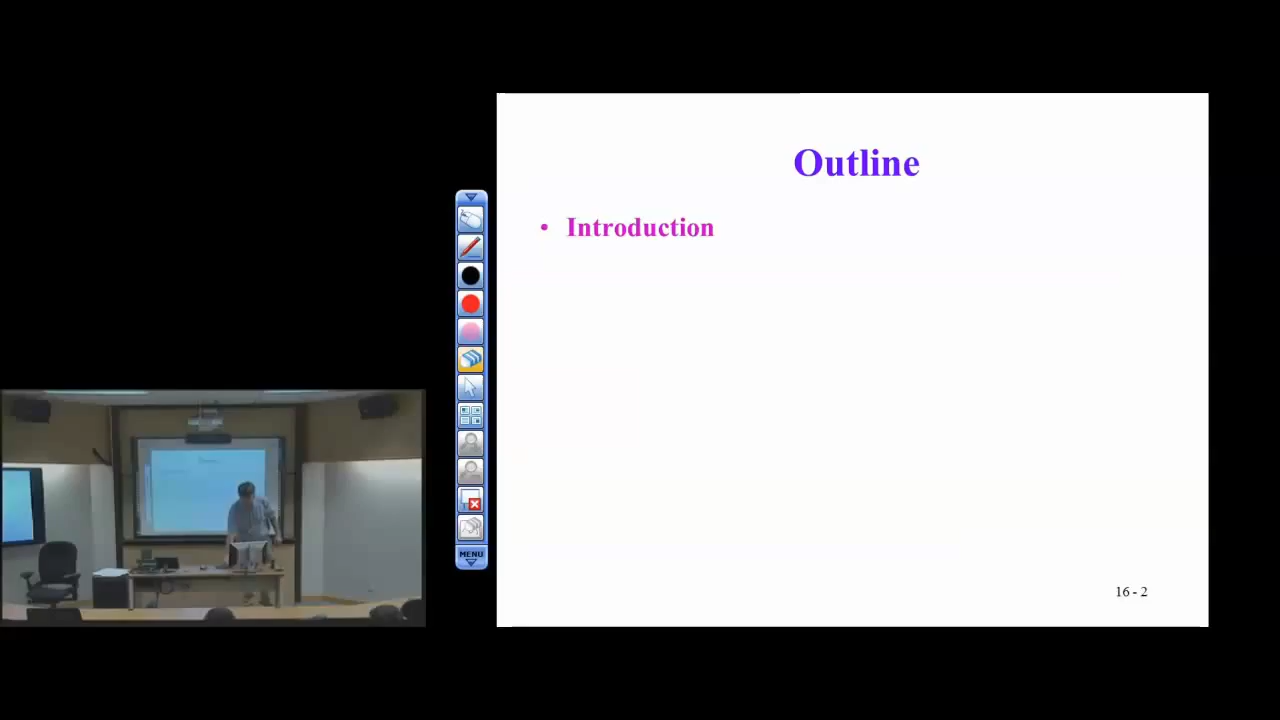 Outline
• Introduction
MENU
16 - 2